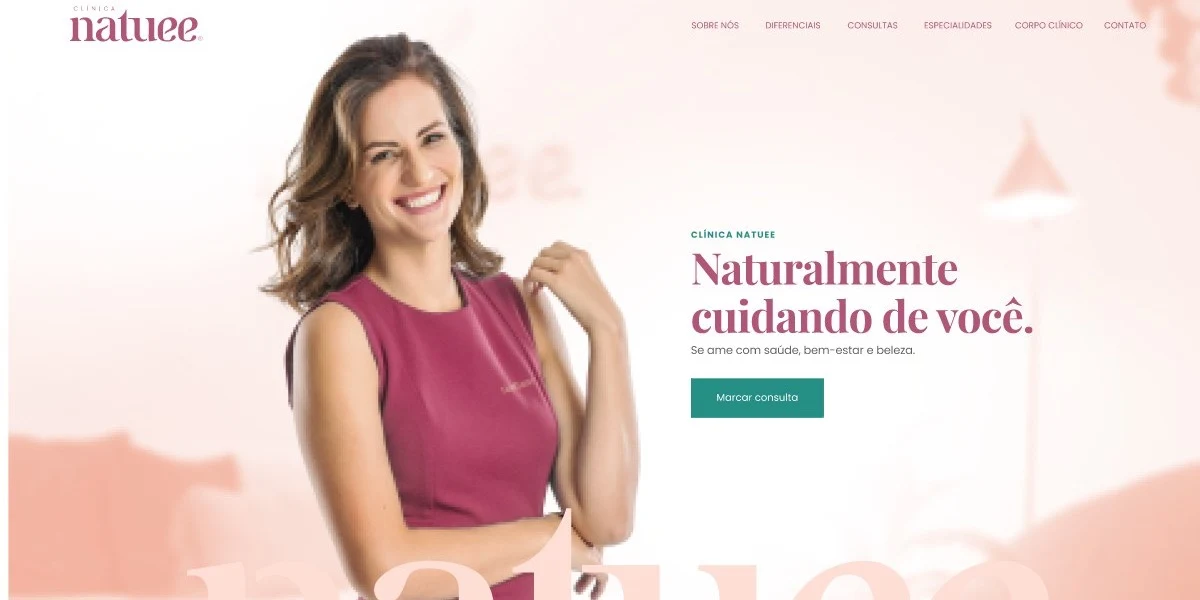 CLÍNICA
natuee®
SOBRE NÓS DIFERENCIAIS CONSULTAS ESPECIALIDADES CORPO CLÍNICO CONTATO
CLÍNICA NATUEE
Naturalmente
cuidando de você.
Se ame com saúde, bem-estar e beleza.
Marcar consulta
natuee